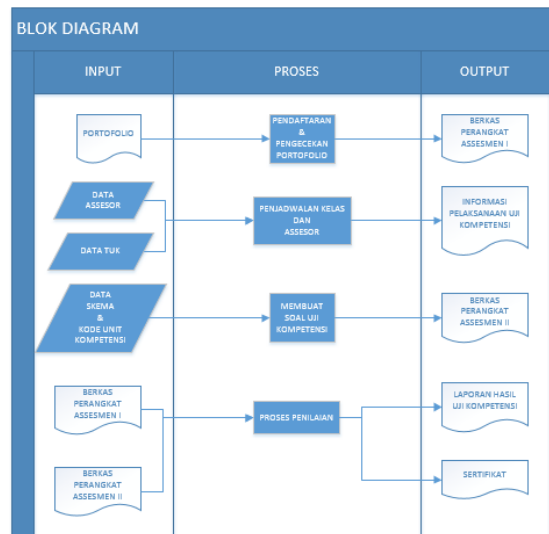 BLOK DIAGRAM
INPUT
PROSES
OUTPUT
PORTOFOLIO
PENDAFTARAN
&
PENGECEKAN
PORTOFOLIO
BERKAS
PERANGKAT
ASSESMEN I
DATA
ASSESOR
DATA TUK
PENJADWALAN KELAS
DAN
ASSESOR
INFORMASI
PELAKSANAAN UJI
KOMPETENSI
DATA
SKEMA
&
KODE UNIT
KOMPETENSI
MEMBUAT
SOAL UJI
KOMPETENSI
BERKAS
PERANGKAT
ASSESMEN II
BERKAS
PERANGKAT
ASSESMEN I
BERKAS
PERANGKAT
ASSESMEN II
PROSES PENILAIAN
LAPORAN HASIL
UJI KOMPETENSI
SERTIFIKAT